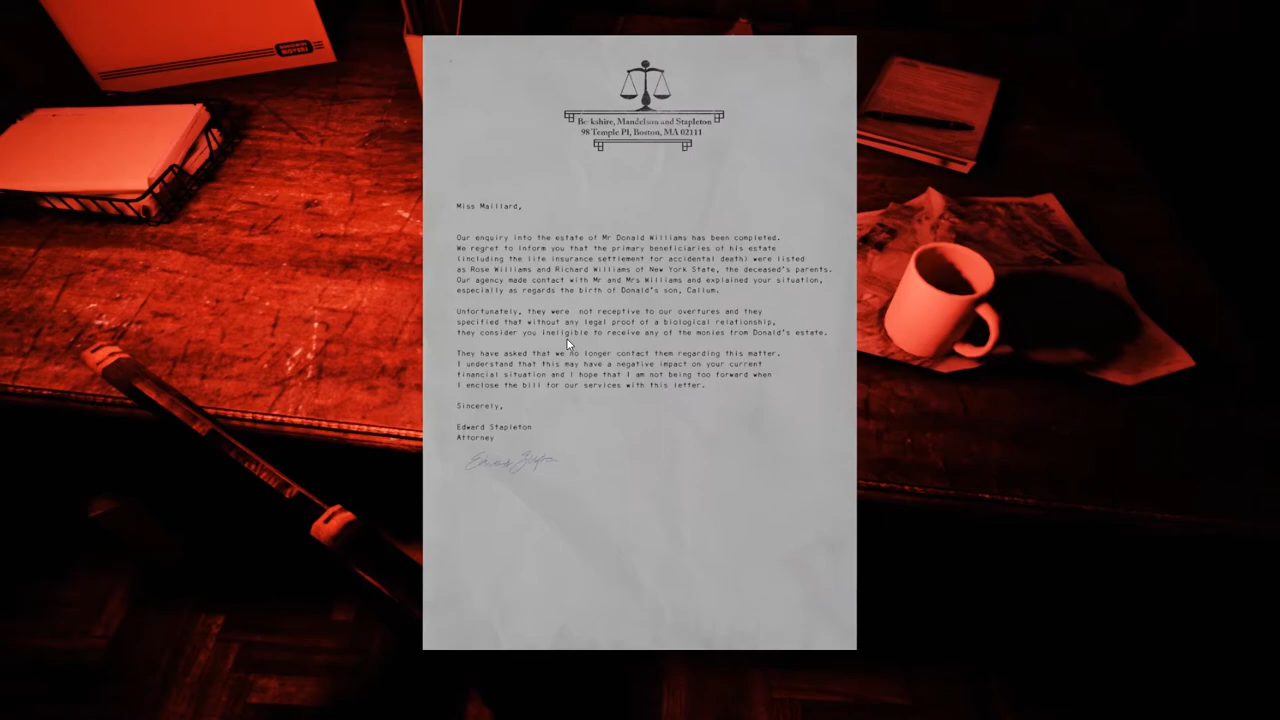 Berkshire, Mandelson and Stapleton
98 Temple Pl, Boston, MA 02111
Miss Maillard,
Our enquiry into the estate of Mr Donald Williams has been completed.
We regret to inform you that the primary beneficiaries of his estate
(including the life insurance settlement for accidental death) were listed
as Rose Williams and Richard Williams of New York State, the deceased's parents.
Our agency made contact with Mr and Mrs Williams and explained your situation,
especially as regards the birth of Donald's son, Callum.
Unfortunately, they were not receptive to our overtures and they
specified that without any legal proof of a biological relationship,
they consider you ineligible to receive any of the monies from Donald's estate.
They have asked that we no longer contact them regarding this matter.
I understand that this may have a negative impact on your current
financial situation and I hope that I am not being too forward when
I enclose the bill for our services with this letter.
Sincerely,
Edward Stapleton
Attorney